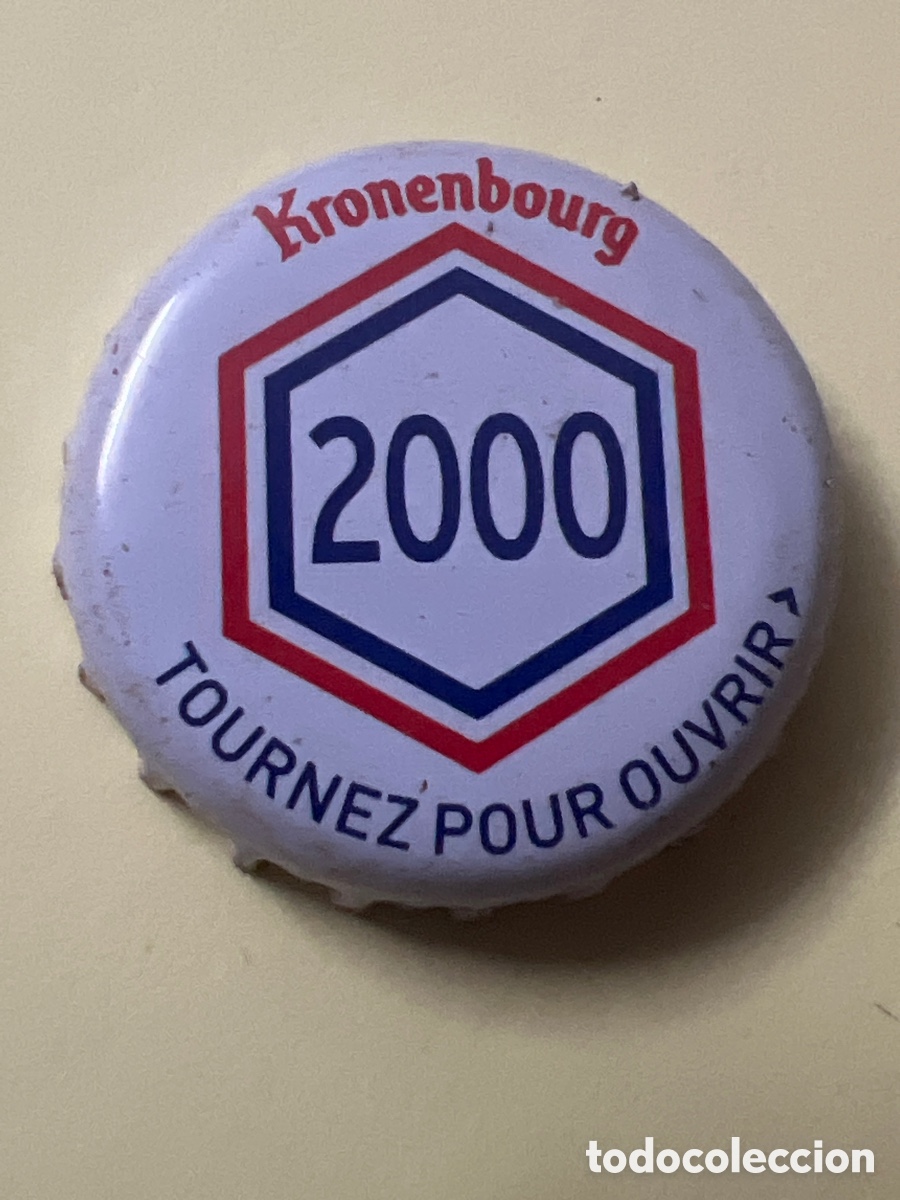 Kronenbourg
2000
TOURNEZ POUR OUVRIR >
todocoleccion